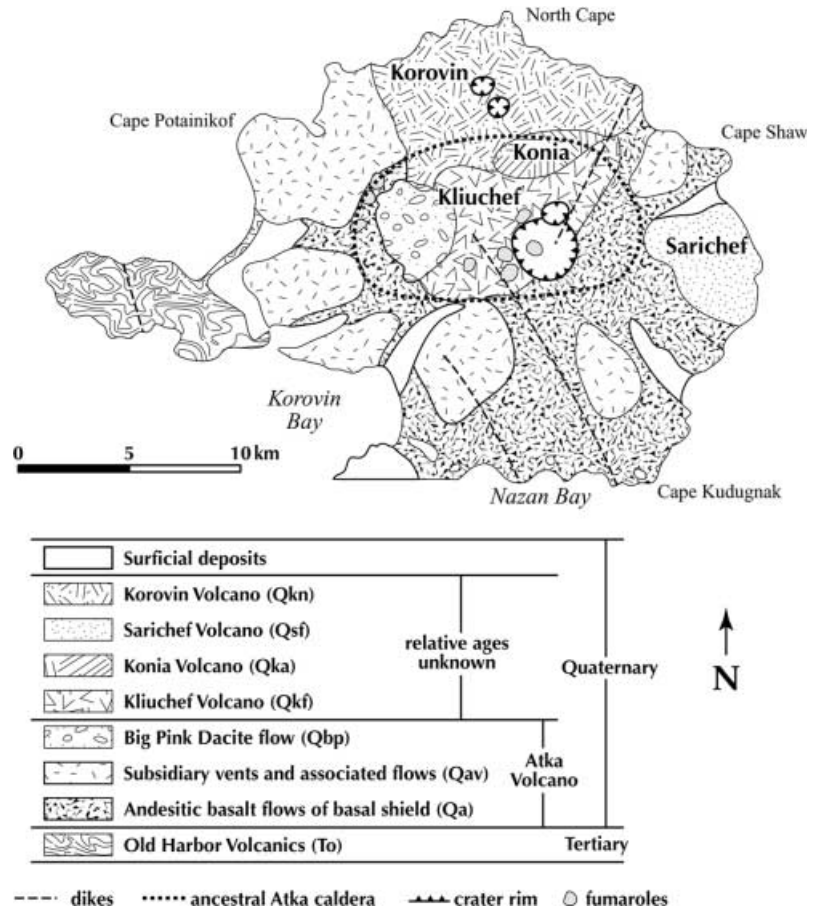 North Cape
Korovin
Cape Potainikof
Cape Shaw
Konia
Kliuchef
Sarichef
Korovin
Bay
0 5 10 km
Nazan Bay
Cape Kudugnak
Surficial deposits
Korovin Volcano (Qkn)
Sarichef Volcano (Qsf)
relative ages
unknown
Konia Volcano (Qka)
Quaternary
N
Kliuchef Volcano (Qkf)
Big Pink Dacite flow (Qbp)
Atka
Volcano
Subsidiary vents and associated flows (Qav)
Andesitic basalt flows of basal shield (Qa)
Old Harbor Volcanics (To)
Tertiary
dikes ancestral Atka caldera crater rim fumaroles